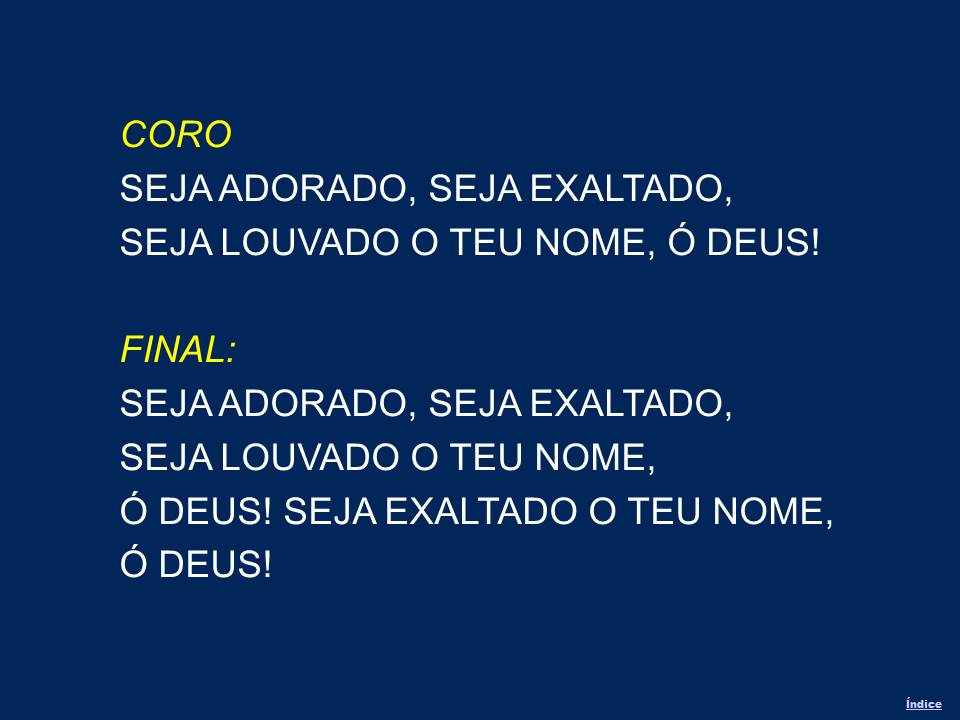 CORO
SEJA ADORADO, SEJA EXALTADO,
SEJA LOUVADO O TEU NOME, Ó DEUS!
FINAL:
SEJA ADORADO, SEJA EXALTADO,
SEJA LOUVADO O TEU NOME,
Ó DEUS! SEJA EXALTADO O TEU NOME,
Ó DEUS!
Índice